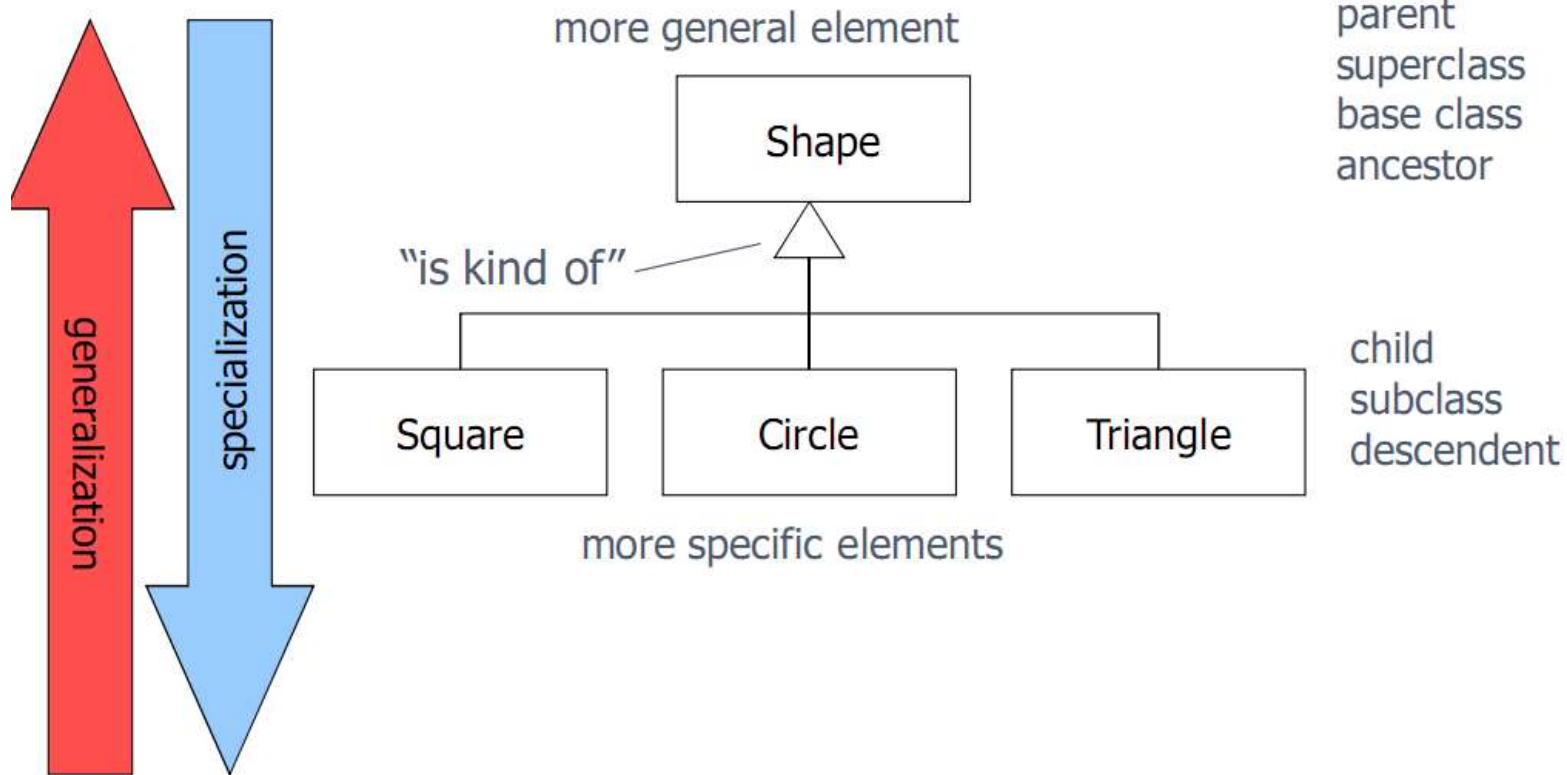 more general element
parent
superclass
base class
ancestor
Shape
“is kind of”
generalization
specialization
Square
Circle
Triangle
child
subclass
descendent
more specific elements